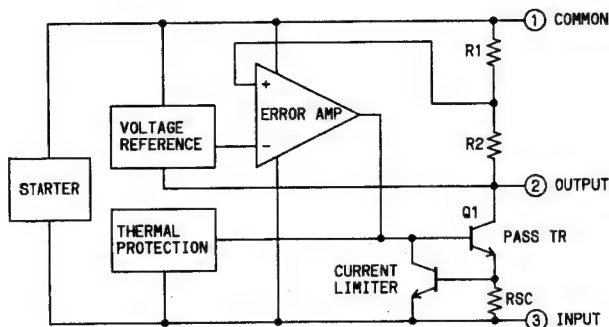 1 COMMON
R1
+
ERROR AMP
-
VOLTAGE
REFERENCE
R2
STARTER
2 OUTPUT
Q1
PASS TR
THERMAL
PROTECTION
CURRENT
LIMITER
RSC
3 INPUT